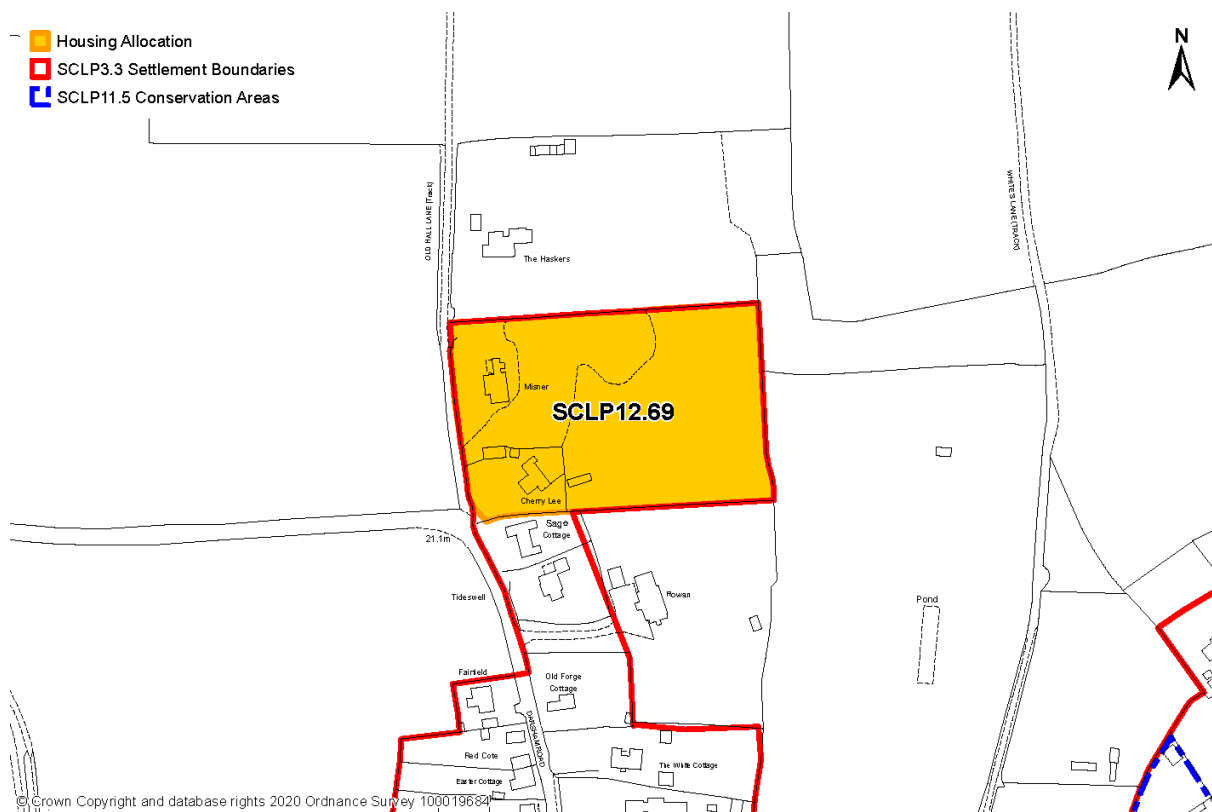 Housing Allocation
SCLP3.3 Settlement Boundaries
SCLP11.5 Conservation Areas
N
OLD HALL LANE (Track)
WHITE'S LANE (TRACK)
The Haskers
Misner
SCLP12.69
Cherry Lee
Sage
Cottage
21.1m
Tideswell
Rowan
Pond
Fairfield
Old Forge
Cottage
Red Cote
The White Cottage
Easter Cottage
© Crown Copyright and database rights 2020 Ordnance Survey 100019684